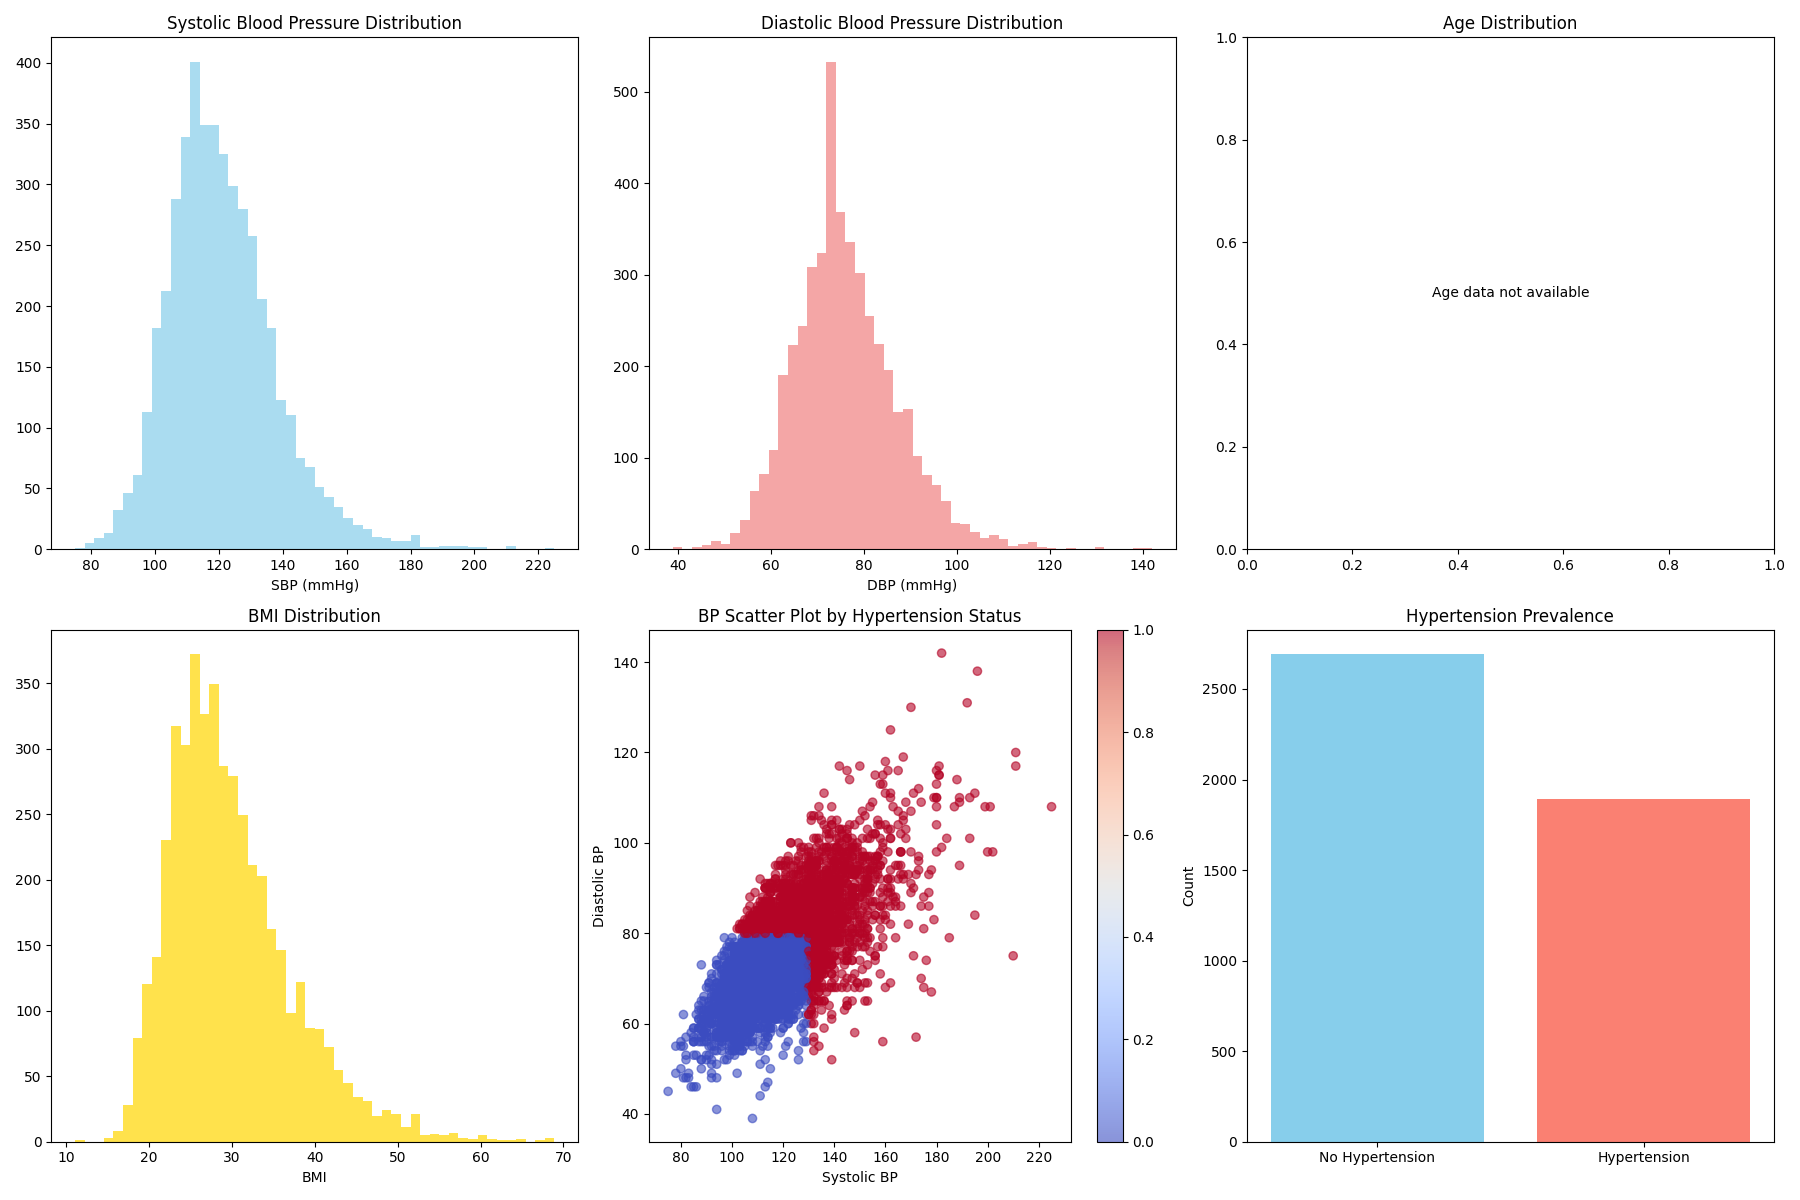 Systolic Blood Pressure Distribution
400
350
300
250
200
150
100
50
0
80 100 120 140 160 180 200 220
SBP (mmHg)
Diastolic Blood Pressure Distribution
500
400
300
200
100
0
40 60 80 100 120 140
DBP (mmHg)
Age Distribution
1.0
0.8
0.6
Age data not available
0.4
0.2
0.0
0.0 0.2 0.4 0.6 0.8 1.0
BMI Distribution
350
300
250
200
150
100
50
0
10 20 30 40 50 60 70
BMI
BP Scatter Plot by Hypertension Status
Diastolic BP
140
120
100
80
60
40
80 100 120 140 160 180 200 220
Systolic BP
1.0
0.8
0.6
0.4
0.2
0.0
Hypertension Prevalence
Count
2500
2000
1500
1000
500
0
No Hypertension Hypertension